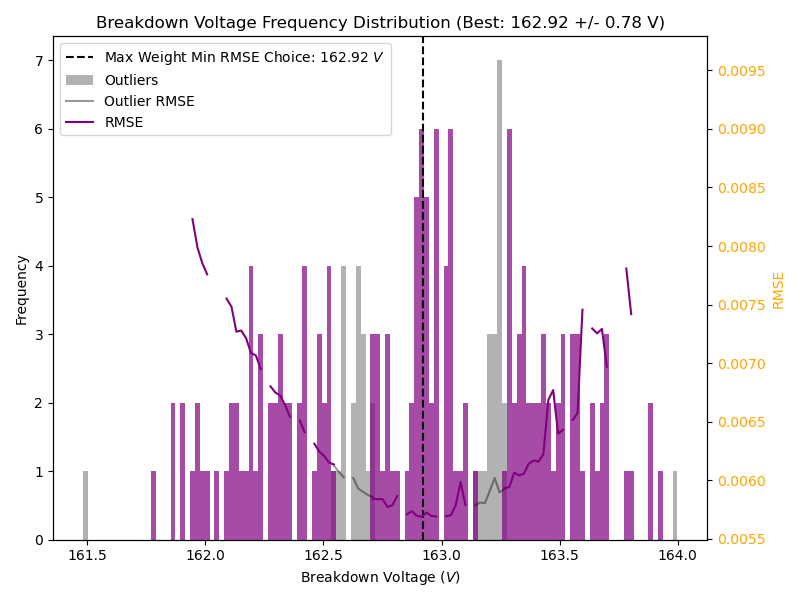 Breakdown Voltage Frequency Distribution (Best: 162.92 +/- 0.78 V)
Max Weight Min RMSE Choice: 162.92 V
Outliers
Outlier RMSE
RMSE
7
6
5
4
3
2
1
0
Frequency
0.0095
0.0090
0.0085
0.0080
0.0075
0.0070
0.0065
0.0060
0.0055
RMSE
161.5 162.0 162.5 163.0 163.5 164.0
Breakdown Voltage (V)